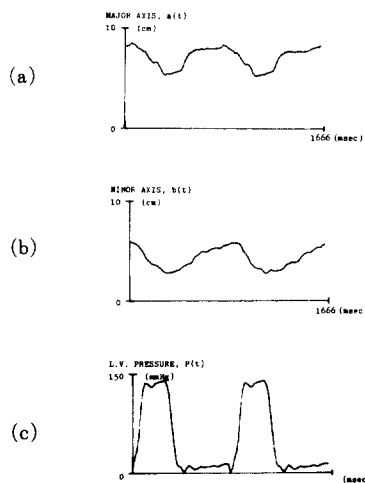 MAJOR AXIS, a(t)
10 (cm)
(a)
0
1666 (msec)
MINOR AXIS, b(t)
10 (cm)
(b)
0
1666 (msec
L.V. PRESSURE, P(t)
150 (mmHg)
(c)
0
(msec